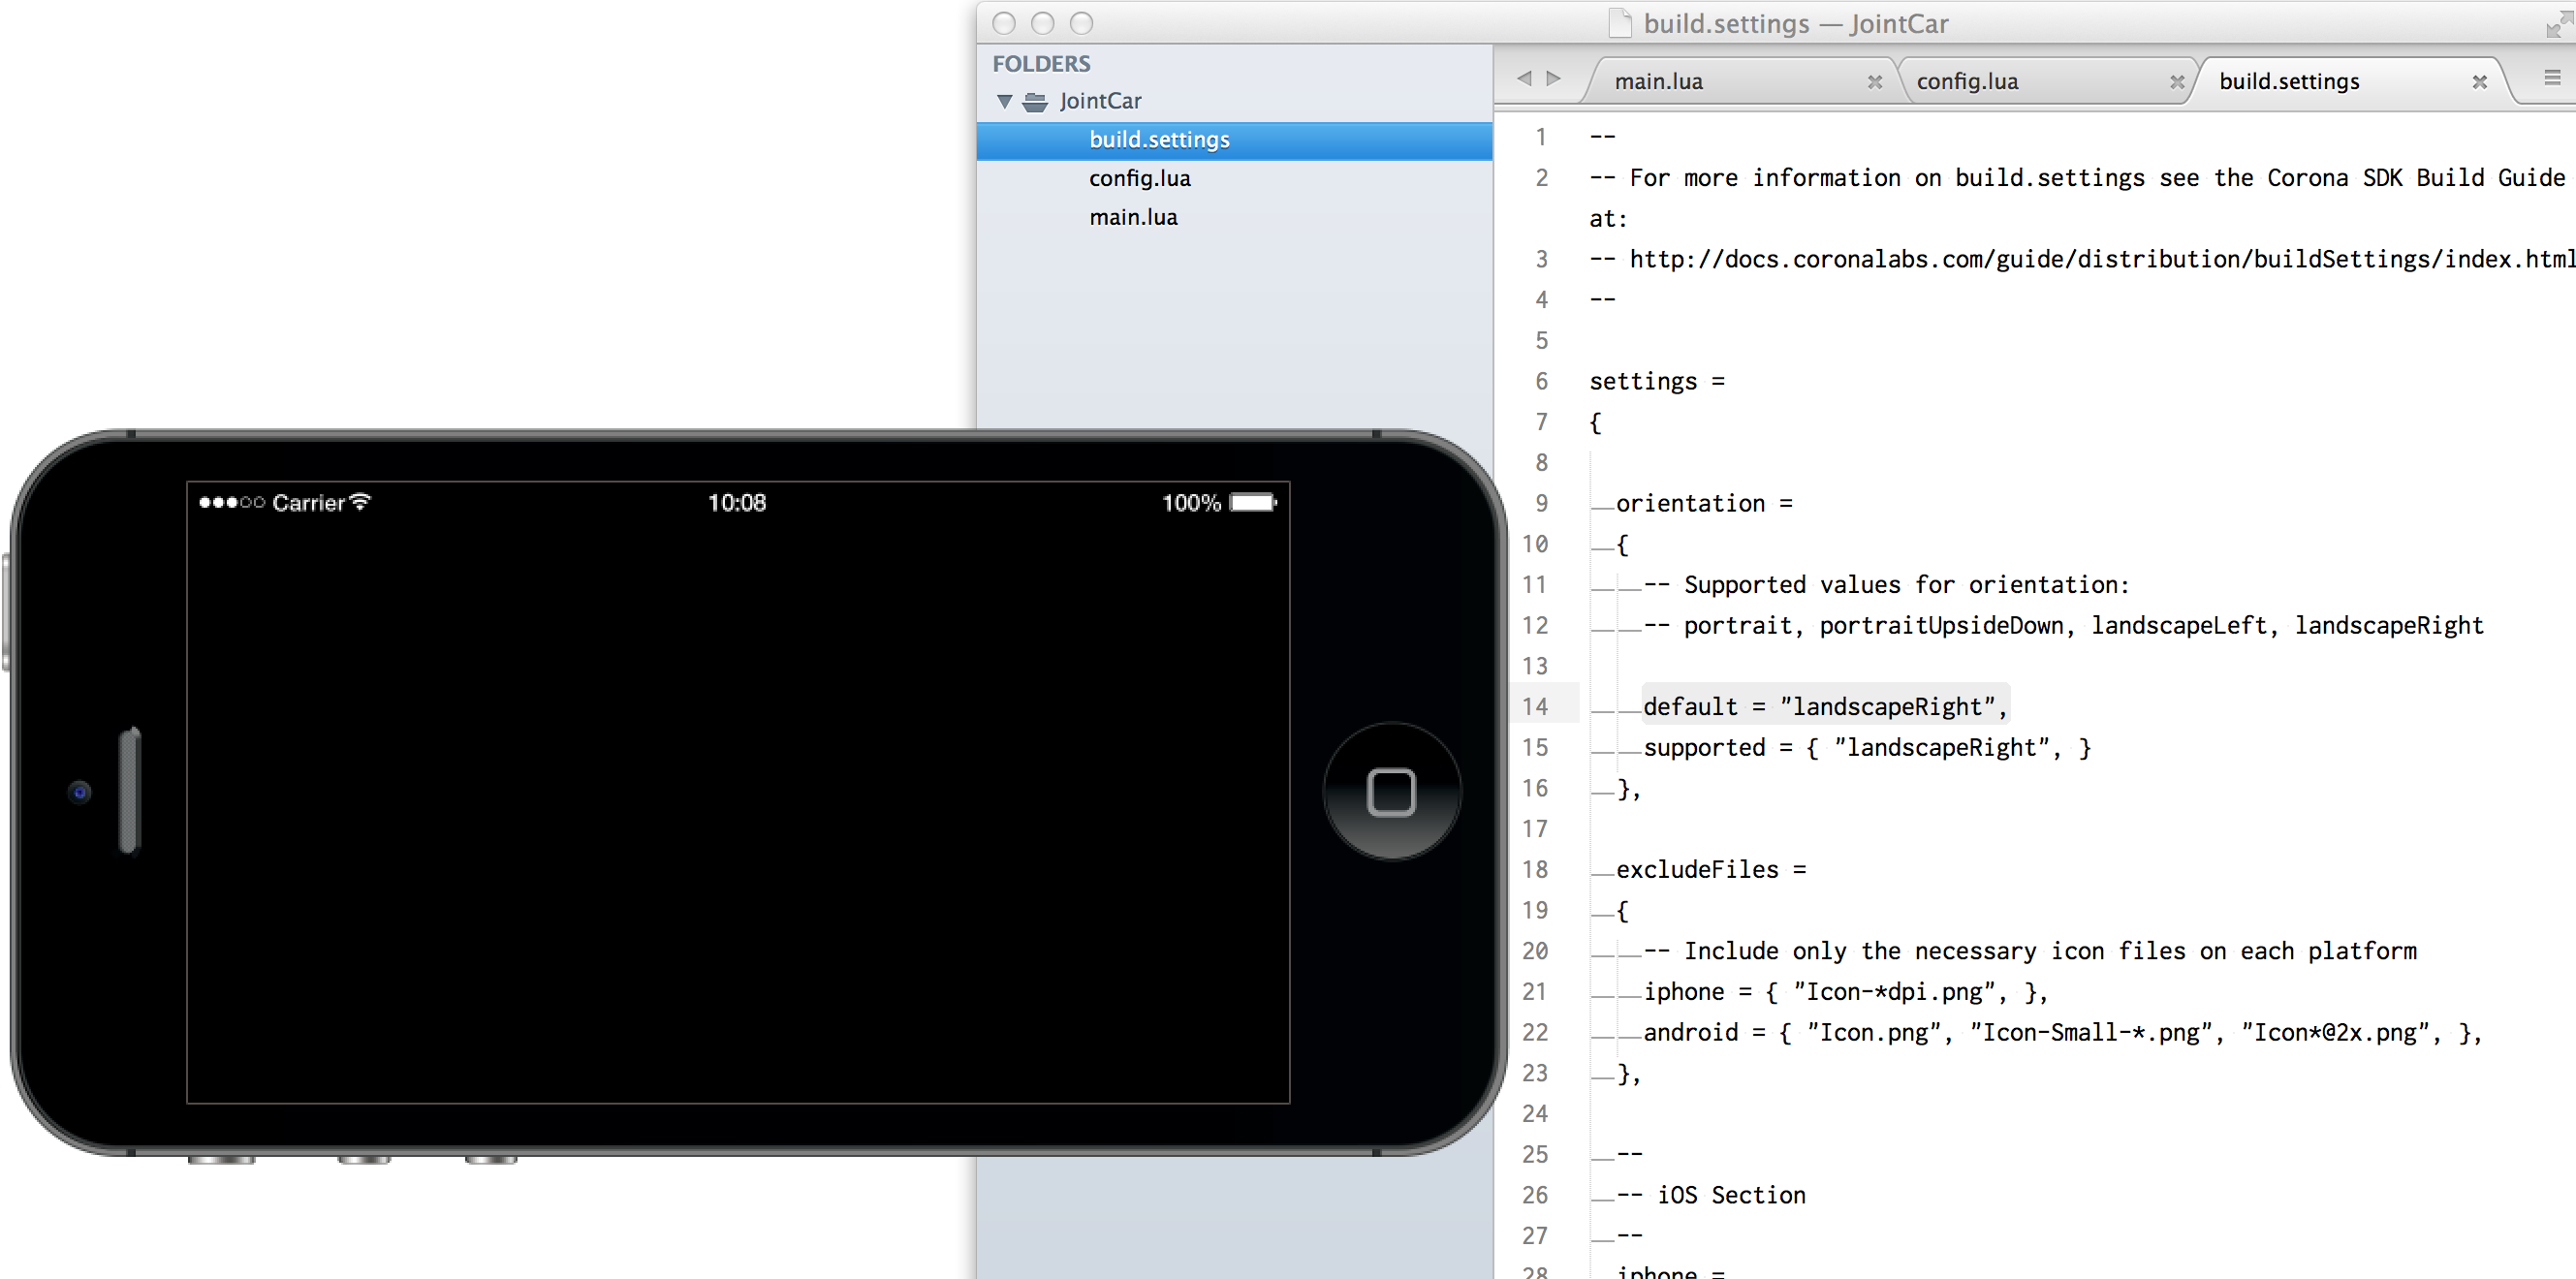 build.settings — JointCar
FOLDERS
JointCar
build.settings
config.lua
main.lua
main.lua
config.lua
build.settings
1 --
2 -- For more information on build.settings see the Corona SDK Build Guide
at:
3 -- http://docs.coronalabs.com/guide/distribution/buildSettings/index.html
4 --
5
6 settings =
7 {
8
9 orientation =
10 {
11 -- Supported values for orientation:
12 -- portrait, portraitUpsideDown, landscapeLeft, landscapeRight
13
14 default = "landscapeRight",
15 supported = { "landscapeRight", }
16 },
17
18 excludeFiles =
19 {
20 -- Include only the necessary icon files on each platform
21 iphone = { "Icon-*dpi.png", },
22 android = { "Icon.png", "Icon-Small-*.png", "Icon*@2x.png", },
23 },
24
25 --
26 -- iOS Section
27 --
28 iphone =
Carrier 10:08 100%